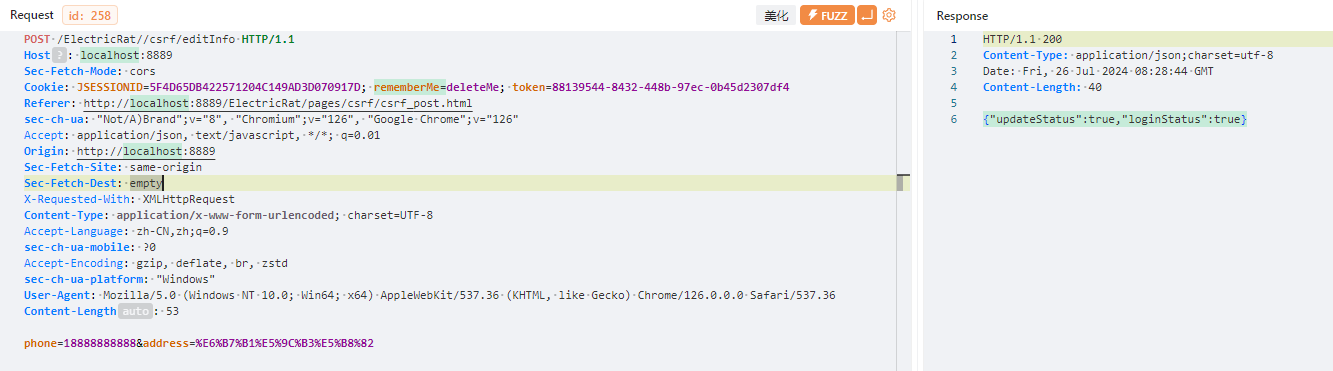 Request id: 258 美化 FUZZ
POST /ElectricRat//csrf/editInfo HTTP/1.1
Host ? : localhost:8889
Sec-Fetch-Mode: cors
Cookie: JSESSIONID=5F4D65DB422571204C149AD3D070917D; rememberMe=deleteMe; token=88139544-8432-448b-97ec-0b45d2307df4
Referer: http://localhost:8889/ElectricRat/pages/csrf/csrf_post.html
sec-ch-ua: "Not/A)Brand";v="8", "Chromium";v="126", "Google Chrome";v="126"
Accept: application/json, text/javascript, */*; q=0.01
Origin: http://localhost:8889
Sec-Fetch-Site: same-origin
Sec-Fetch-Dest: empty
X-Requested-With: XMLHttpRequest
Content-Type: application/x-www-form-urlencoded; charset=UTF-8
Accept-Language: zh-CN,zh;q=0.9
sec-ch-ua-mobile: ?0
Accept-Encoding: gzip, deflate, br, zstd
sec-ch-ua-platform: "Windows"
User-Agent: Mozilla/5.0 (Windows NT 10.0; Win64; x64) AppleWebKit/537.36 (KHTML, like Gecko) Chrome/126.0.0.0 Safari/537.36
Content-Length auto : 53
phone=18888888888&address=%E6%B7%B1%E5%9C%B3%E5%B8%82
Response
1 HTTP/1.1 200
2 Content-Type: application/json;charset=utf-8
3 Date: Fri, 26 Jul 2024 08:28:44 GMT
4 Content-Length: 40
5
6 {"updateStatus":true,"loginStatus":true}